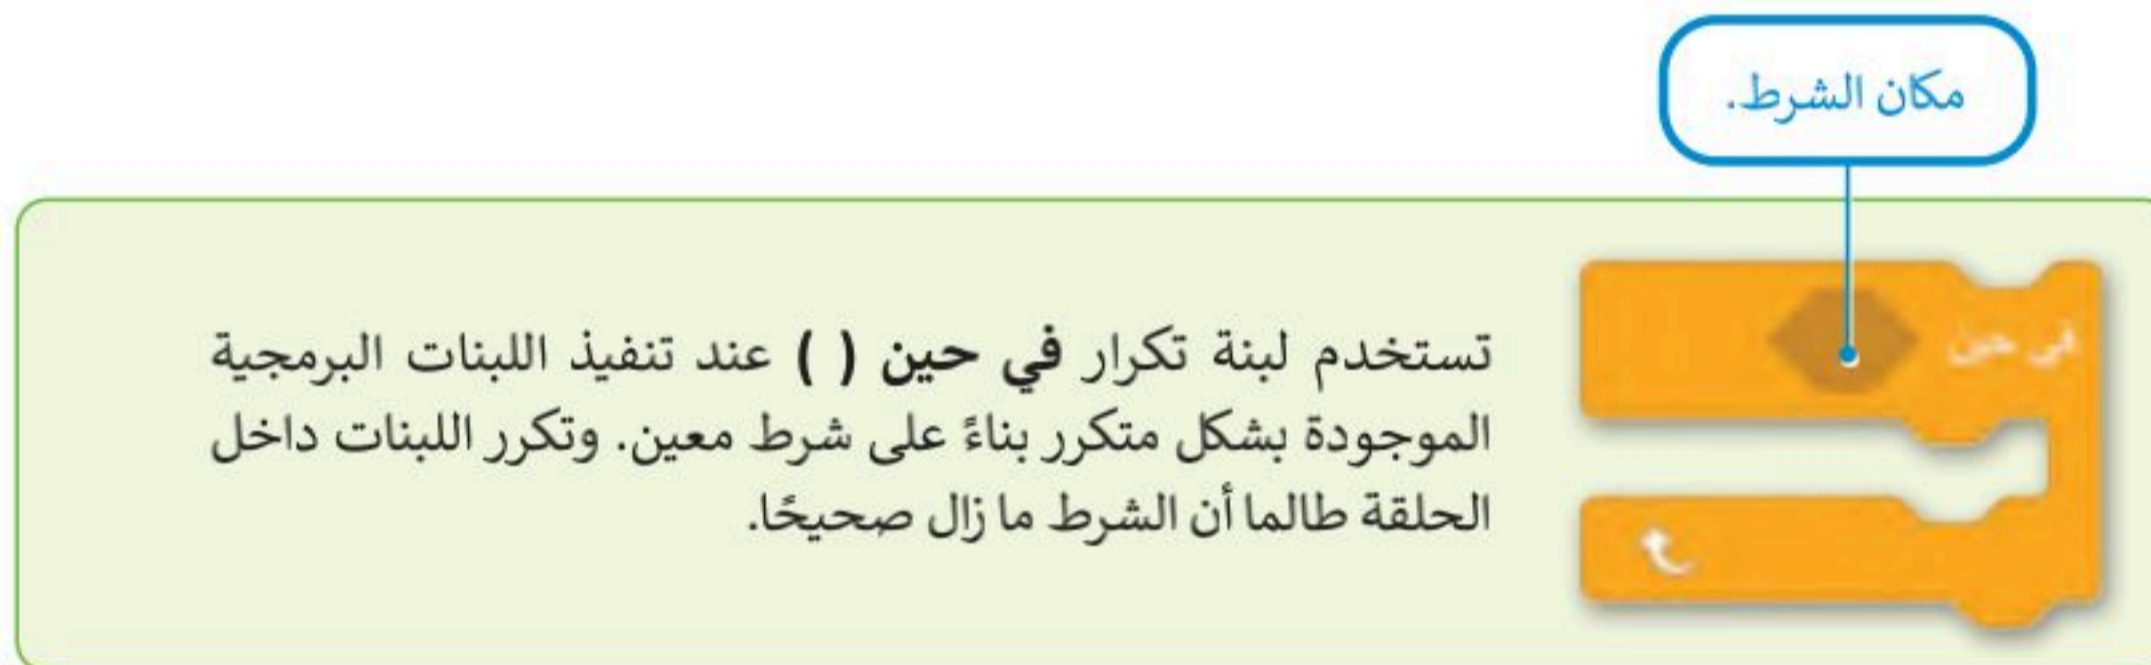 مكان الشرط.
في حين
تستخدم لبنة تكرار في حين ( ) عند تنفيذ اللبنات البرمجية
الموجودة بشكل متكرر بناءً على شرط معين. وتكرر اللبنات داخل
الحلقة طالما أن الشرط ما زال صحيحًا.